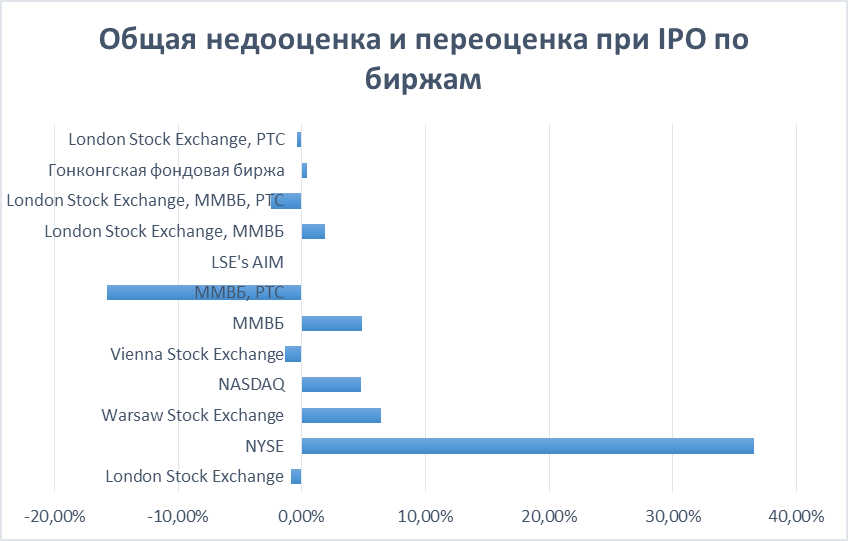 Общая недооценка и переоценка при IPO по
биржам
London Stock Exchange, РТС
Гонконгская фондовая биржа
London Stock Exchange, ММВБ, РТС
London Stock Exchange, ММВБ
LSE's AIM
ММВБ, РТС
ММВБ
Vienna Stock Exchange
NASDAQ
Warsaw Stock Exchange
NYSE
London Stock Exchange
-20,00% -10,00% 0,00% 10,00% 20,00% 30,00% 40,00%